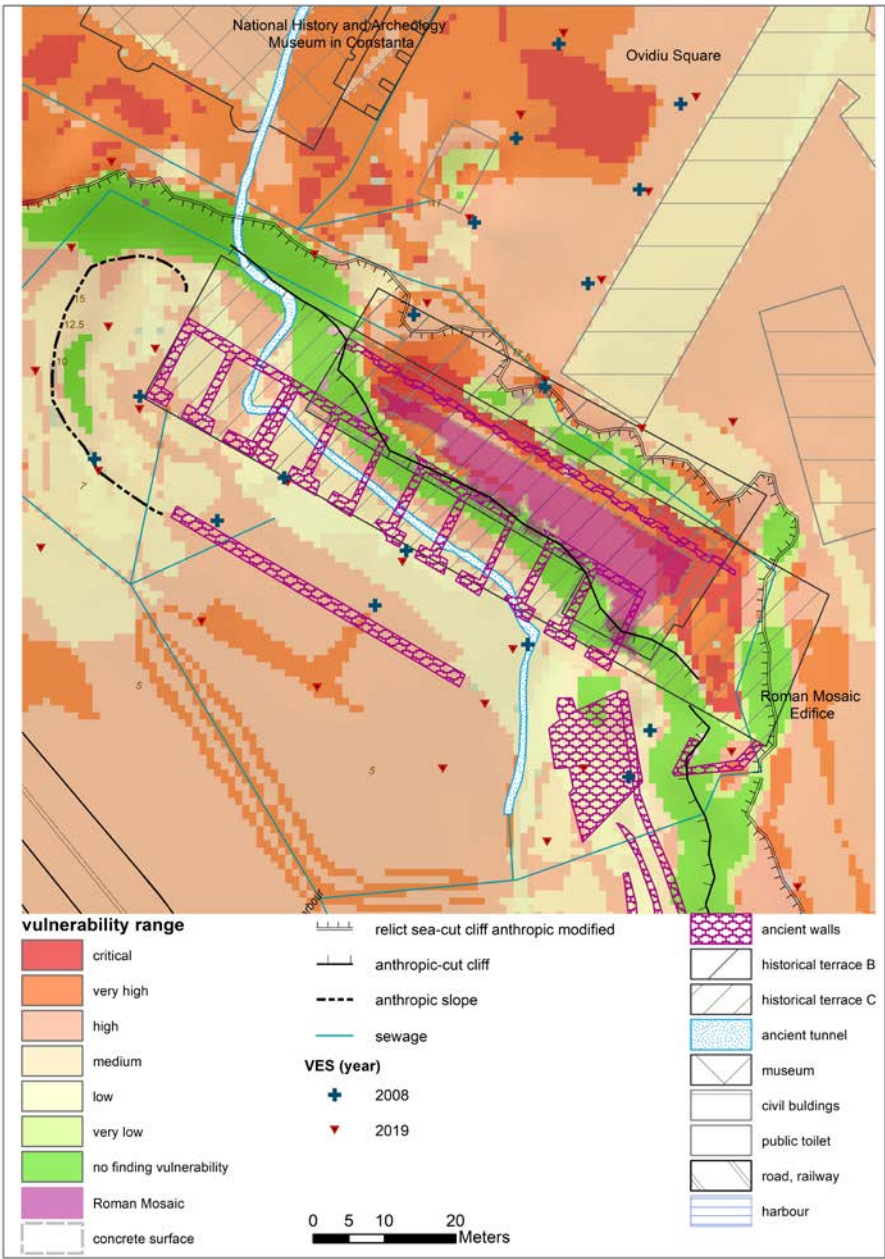 National History and Archeology
Museum in Constanta
Ovidiu Square
17
15
12.5
17.5
10
7
5
Roman Mosaic
Edifice
5
vulnerability range
critical
very high
high
medium
low
very low
no finding vulnerability
Roman Mosaic
concrete surface
relict sea-cut cliff anthropic modified
anthropic-cut cliff
anthropic slope
sewage
VES (year)
2008
2019
0 5 10 20
Meters
ancient walls
historical terrace B
historical terrace C
ancient tunnel
museum
civil buldings
public toilet
road, railway
harbour